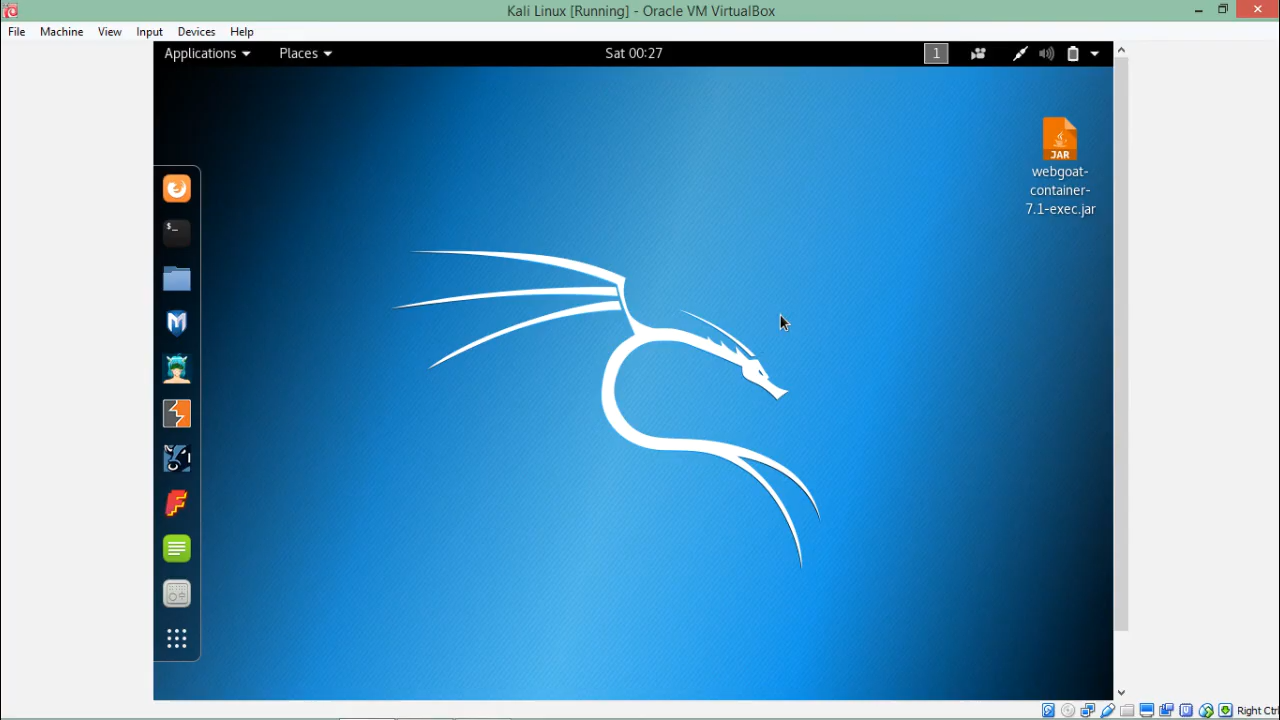 Kali Linux [Running] - Oracle VM VirtualBox
File Machine View Input Devices Help
Applications Places Sat 00:27 1
JAR
webgoat-
container-
7.1-exec.jar
$_
Right Ctrl